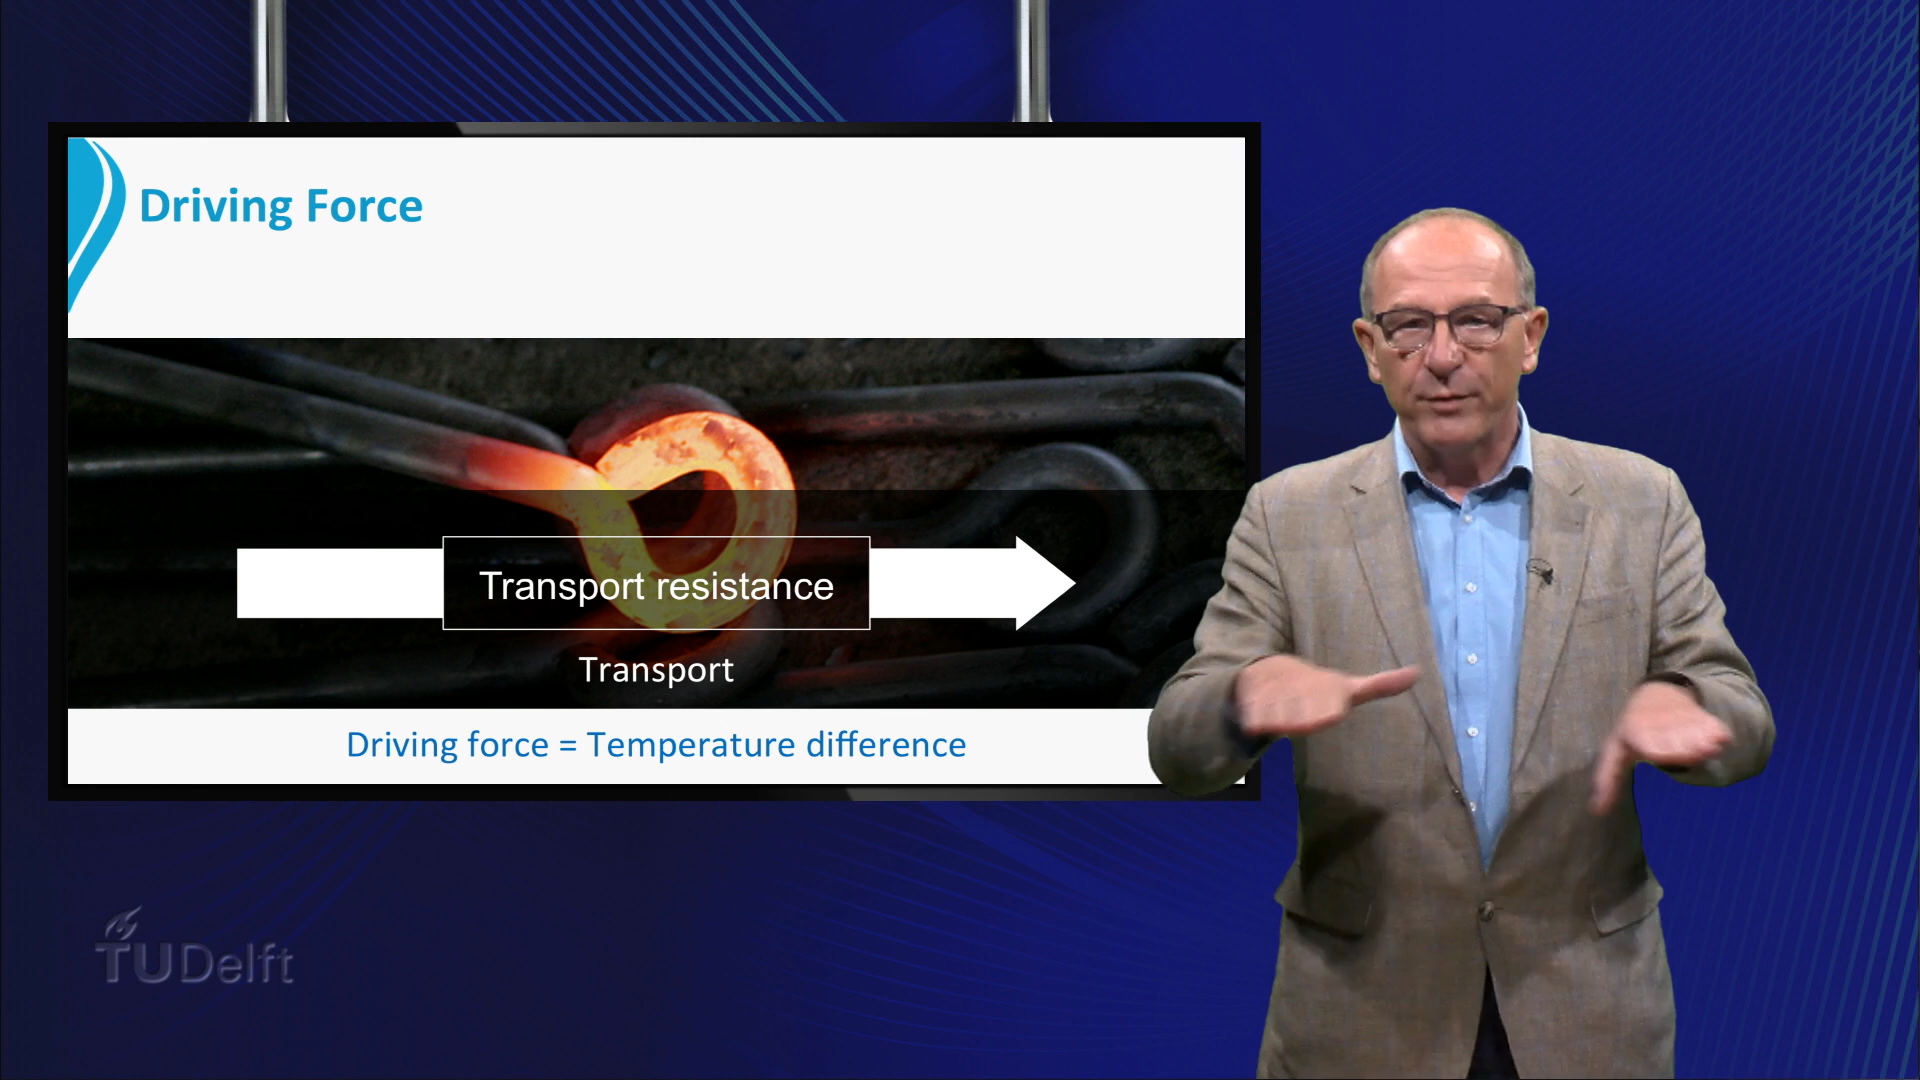 Driving Force
Transport resistance
Transport
Driving force = Temperature difference
TUDelft